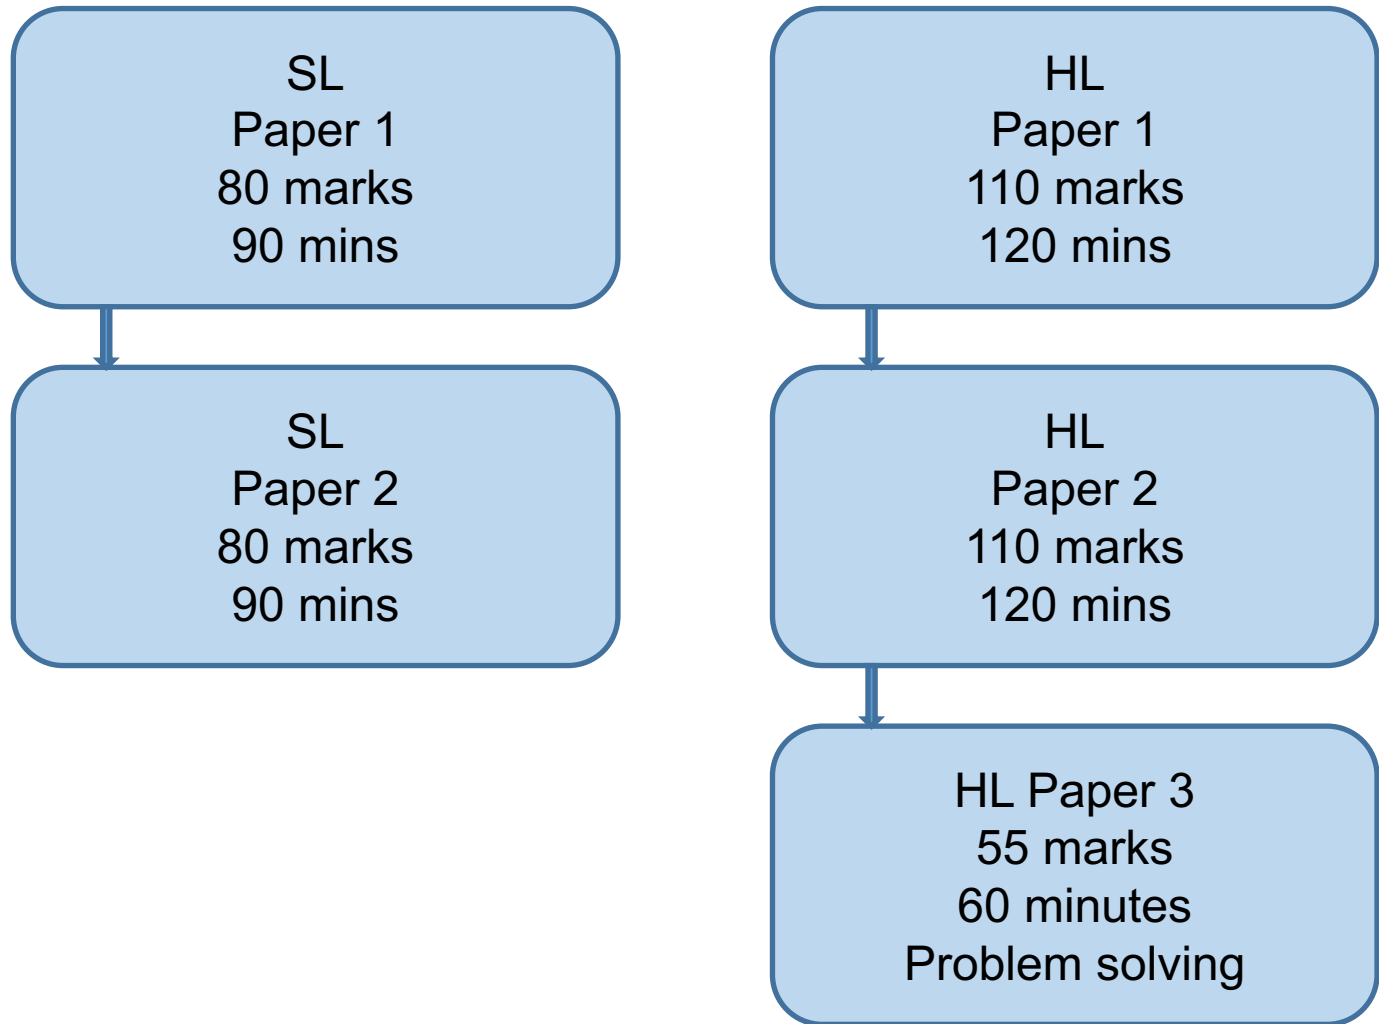 SL
Paper 1
80 marks
90 mins
SL
Paper 2
80 marks
90 mins
HL
Paper 1
110 marks
120 mins
HL
Paper 2
110 marks
120 mins
HL Paper 3
55 marks
60 minutes
Problem solving